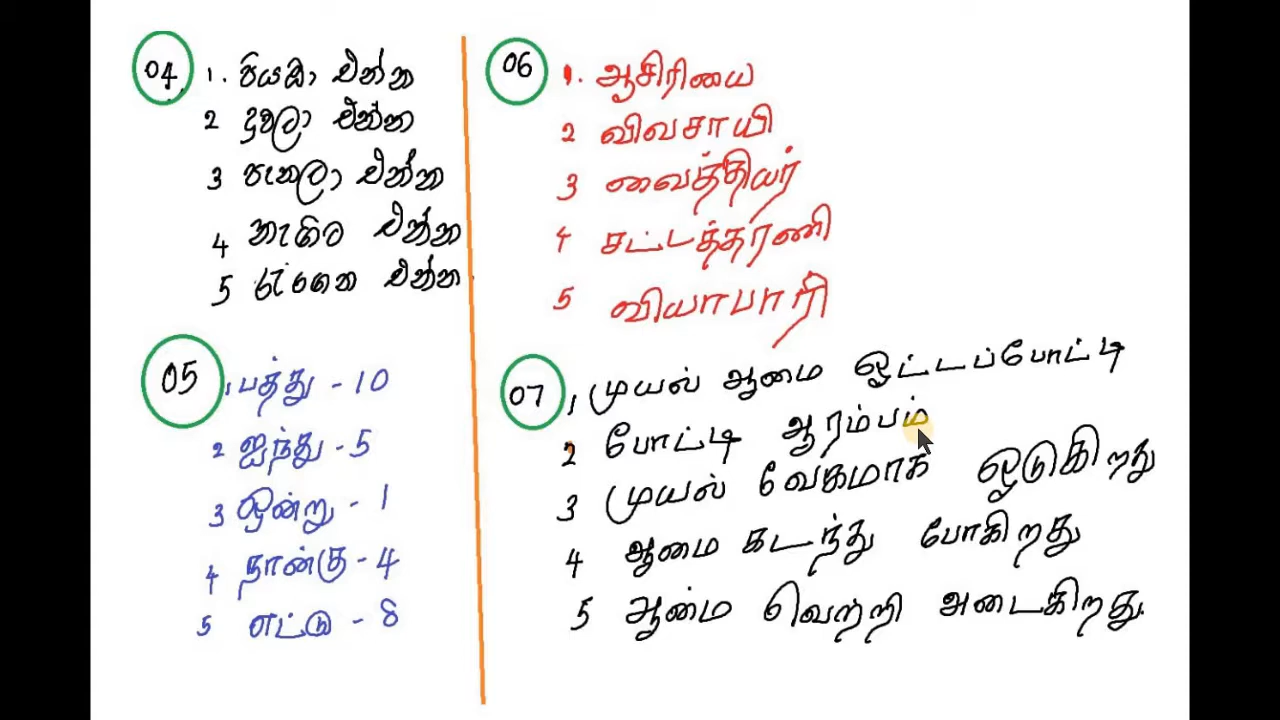 04
1. පියඹා එන්න
2 දුවලා එන්න
3 පැනලා එන්න
4 නැගිට එන්න
5 රැගෙන එන්න
05
1. பத்து - 10
2 ஐந்து - 5
3 ஒன்று - 1
4 நான்கு - 4
5 எட்டு - 8
06
1. ஆசிரியை
2 விவசாயி
3 வைத்தியர்
4 சட்டத்தரணி
5 வியாபாரி
07
1 முயல் ஆமை ஓட்டப்போட்டி
2 போட்டி ஆரம்பம்
3 முயல் வேகமாக ஓடுகிறது
4 ஆமை கடந்து போகிறது
5 ஆமை வெற்றி அடைகிறது.